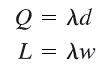 Q = λd
L = λw